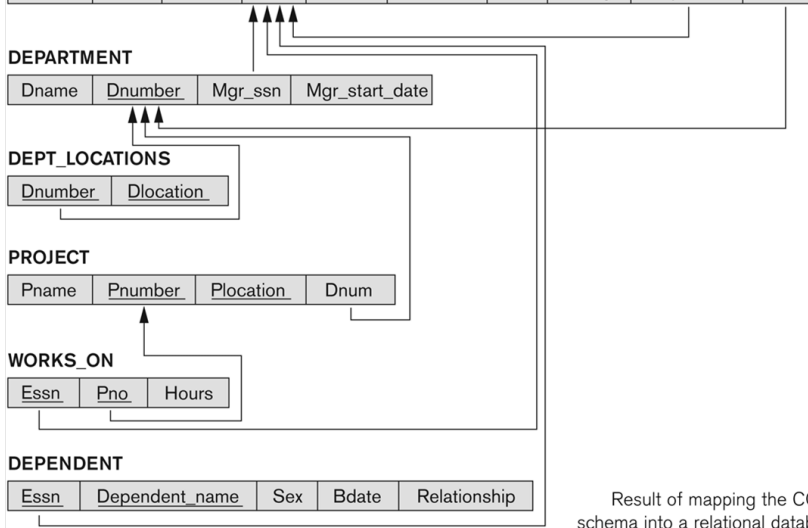 DEPARTMENT
Dname Dnumber Mgr_ssn Mgr_start_date
DEPT_LOCATIONS
Dnumber Dlocation
PROJECT
Pname Pnumber Plocation Dnum
WORKS_ON
Essn Pno Hours
DEPENDENT
Essn Dependent_name Sex Bdate Relationship
Result of mapping the
schema into a relational